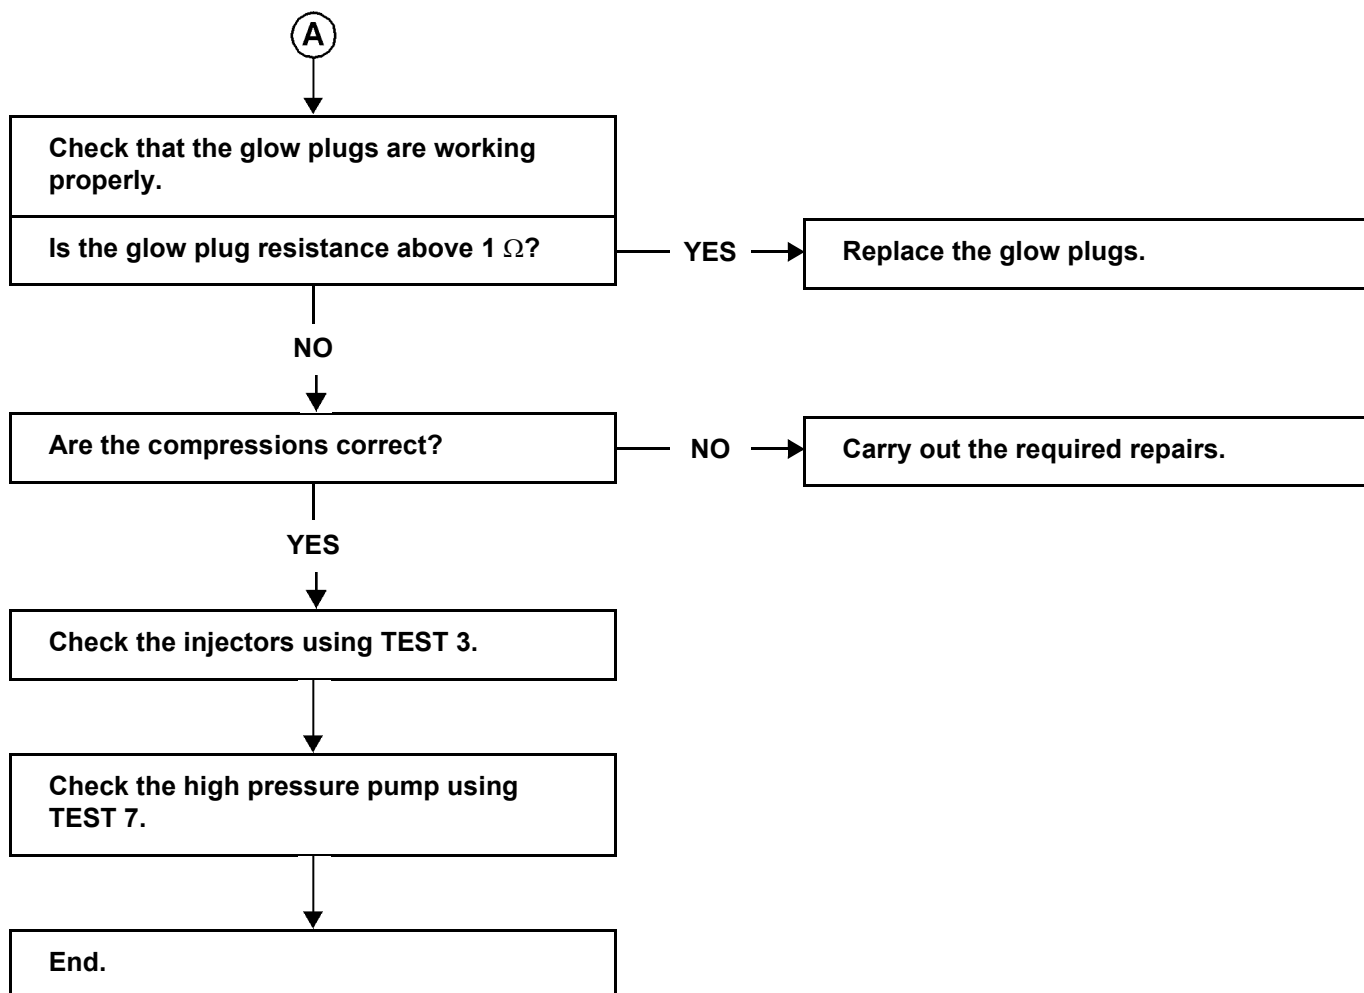 A
Check that the glow plugs are working
properly.
Is the glow plug resistance above 1 Ω?
YES
Replace the glow plugs.
NO
Are the compressions correct?
NO
Carry out the required repairs.
YES
Check the injectors using TEST 3.
Check the high pressure pump using
TEST 7.
End.